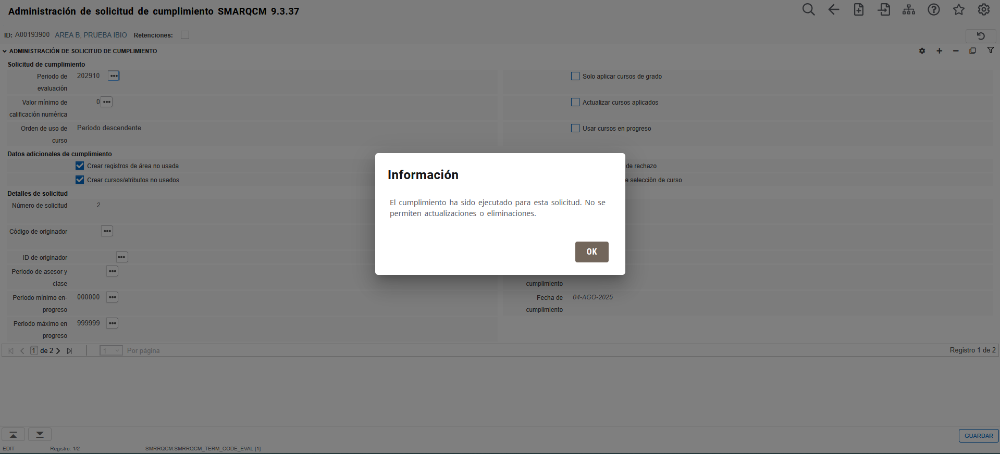 Administración de solicitud de cumplimiento SMARQCM 9.3.37
ID: A00193900 AREA B, PRUEBA IBIO Retenciones:
ADMINISTRACIÓN DE SOLICITUD DE CUMPLIMIENTO
Solicitud de cumplimiento
Periodo de evaluación 202910
Solo aplicar cursos de grado
Valor mínimo de calificación numérica 0
Actualizar cursos aplicados
Orden de uso de curso Periodo descendente
Usar cursos en progreso
Datos adicionales de cumplimiento
Crear registros de área no usada
de rechazo
Crear cursos/atributos no usados
e selección de curso
Información
El cumplimiento ha sido ejecutado para esta solicitud. No se
permiten actualizaciones o eliminaciones.
OK
Detalles de solicitud
Número de solicitud 2
Código de originador
ID de originador
Periodo de asesor y clase
cumplimiento
Periodo mínimo en-progreso 000000
Fecha de cumplimiento 04-AGO-2025
Periodo máximo en progreso 999999
1 de 2 1 Por página Registro 1 de 2
GUARDAR
EDIT Registro: 1/2 SMRRQCM.SMRRQCM_TERM_CODE_EVAL [1]